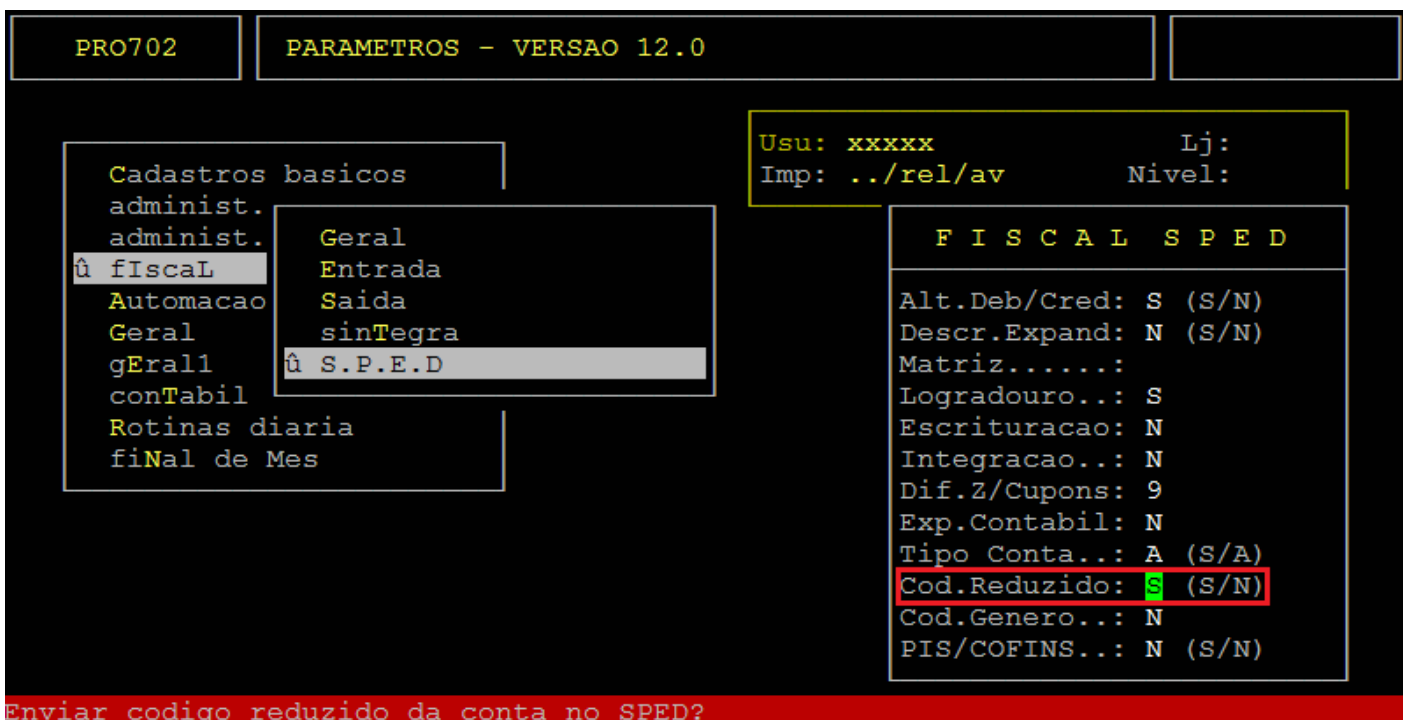 PRO702
PARAMETROS - VERSAO 12.0
Usu: xxxxx Lj:
Imp: ../rel/av Nivel:
Cadastros basicos
administ.
administ.
û fIscaL
Automacao
Geral
gEral1
conTabil
Rotinas diaria
fiNal de Mes
Geral
Entrada
Saida
sinTegra
û S.P.E.D
F I S C A L S P E D
Alt.Deb/Cred: S (S/N)
Descr.Expand: N (S/N)
Matriz......:
Logradouro..: S
Escrituracao: N
Integracao..: N
Dif.Z/Cupons: 9
Exp.Contabil: N
Tipo Conta..: A (S/A)
Cod.Reduzido: S (S/N)
Cod.Genero..: N
PIS/COFINS..: N (S/N)
Enviar codigo reduzido da conta no SPED?